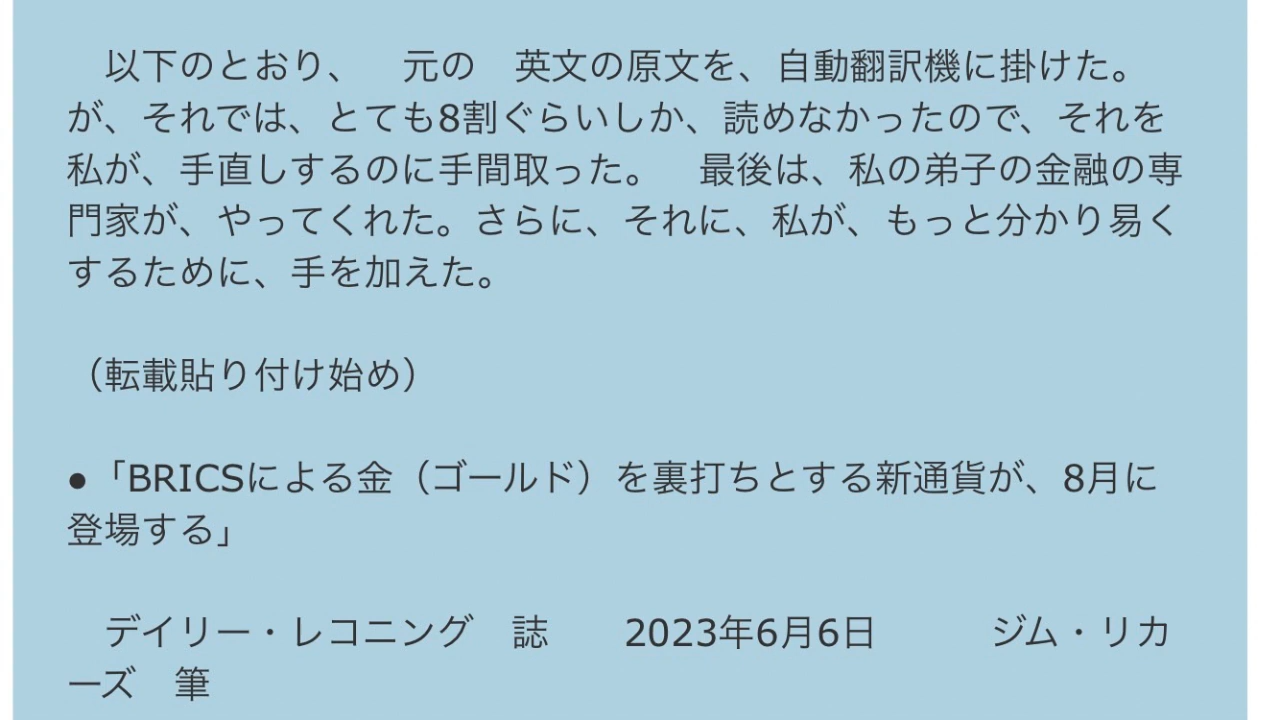 以下のとおり、　元の　英文の原文を、自動翻訳機に掛けた。
が、それでは、とても8割ぐらいしか、読めなかったので、それを
私が、手直しするのに手間取った。　最後は、私の弟子の金融の専
門家が、やってくれた。さらに、それに、私が、もっと分かり易く
するために、手を加えた。
（転載貼り付け始め）
●「BRICSによる金（ゴールド）を裏打ちとする新通貨が、8月に
登場する」
デイリー・レコニング　誌　　2023年6月6日　　　ジム・リカ
ーズ　筆